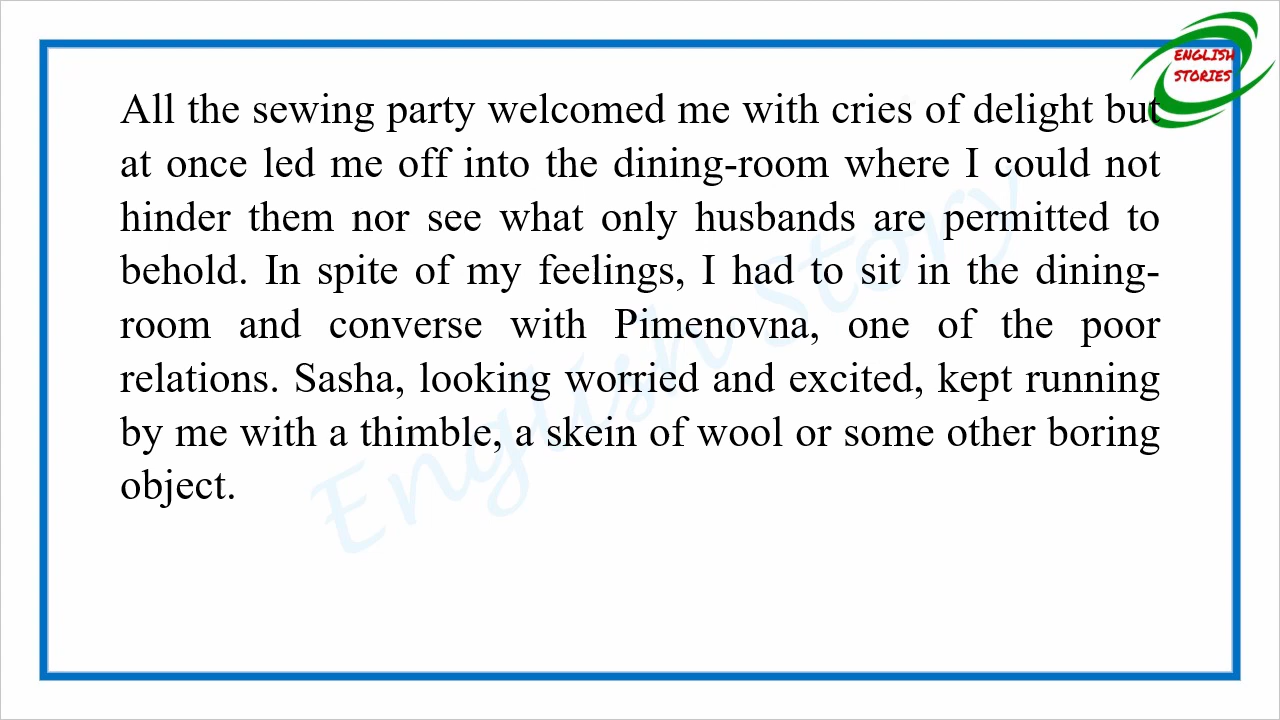 ENGLISH
STORIES
All the sewing party welcomed me with cries of delight but
at once led me off into the dining-room where I could not
hinder them nor see what only husbands are permitted to
behold. In spite of my feelings, I had to sit in the dining-
room and converse with Pimenovna, one of the poor
relations. Sasha, looking worried and excited, kept running
by me with a thimble, a skein of wool or some other boring
object.
English Story